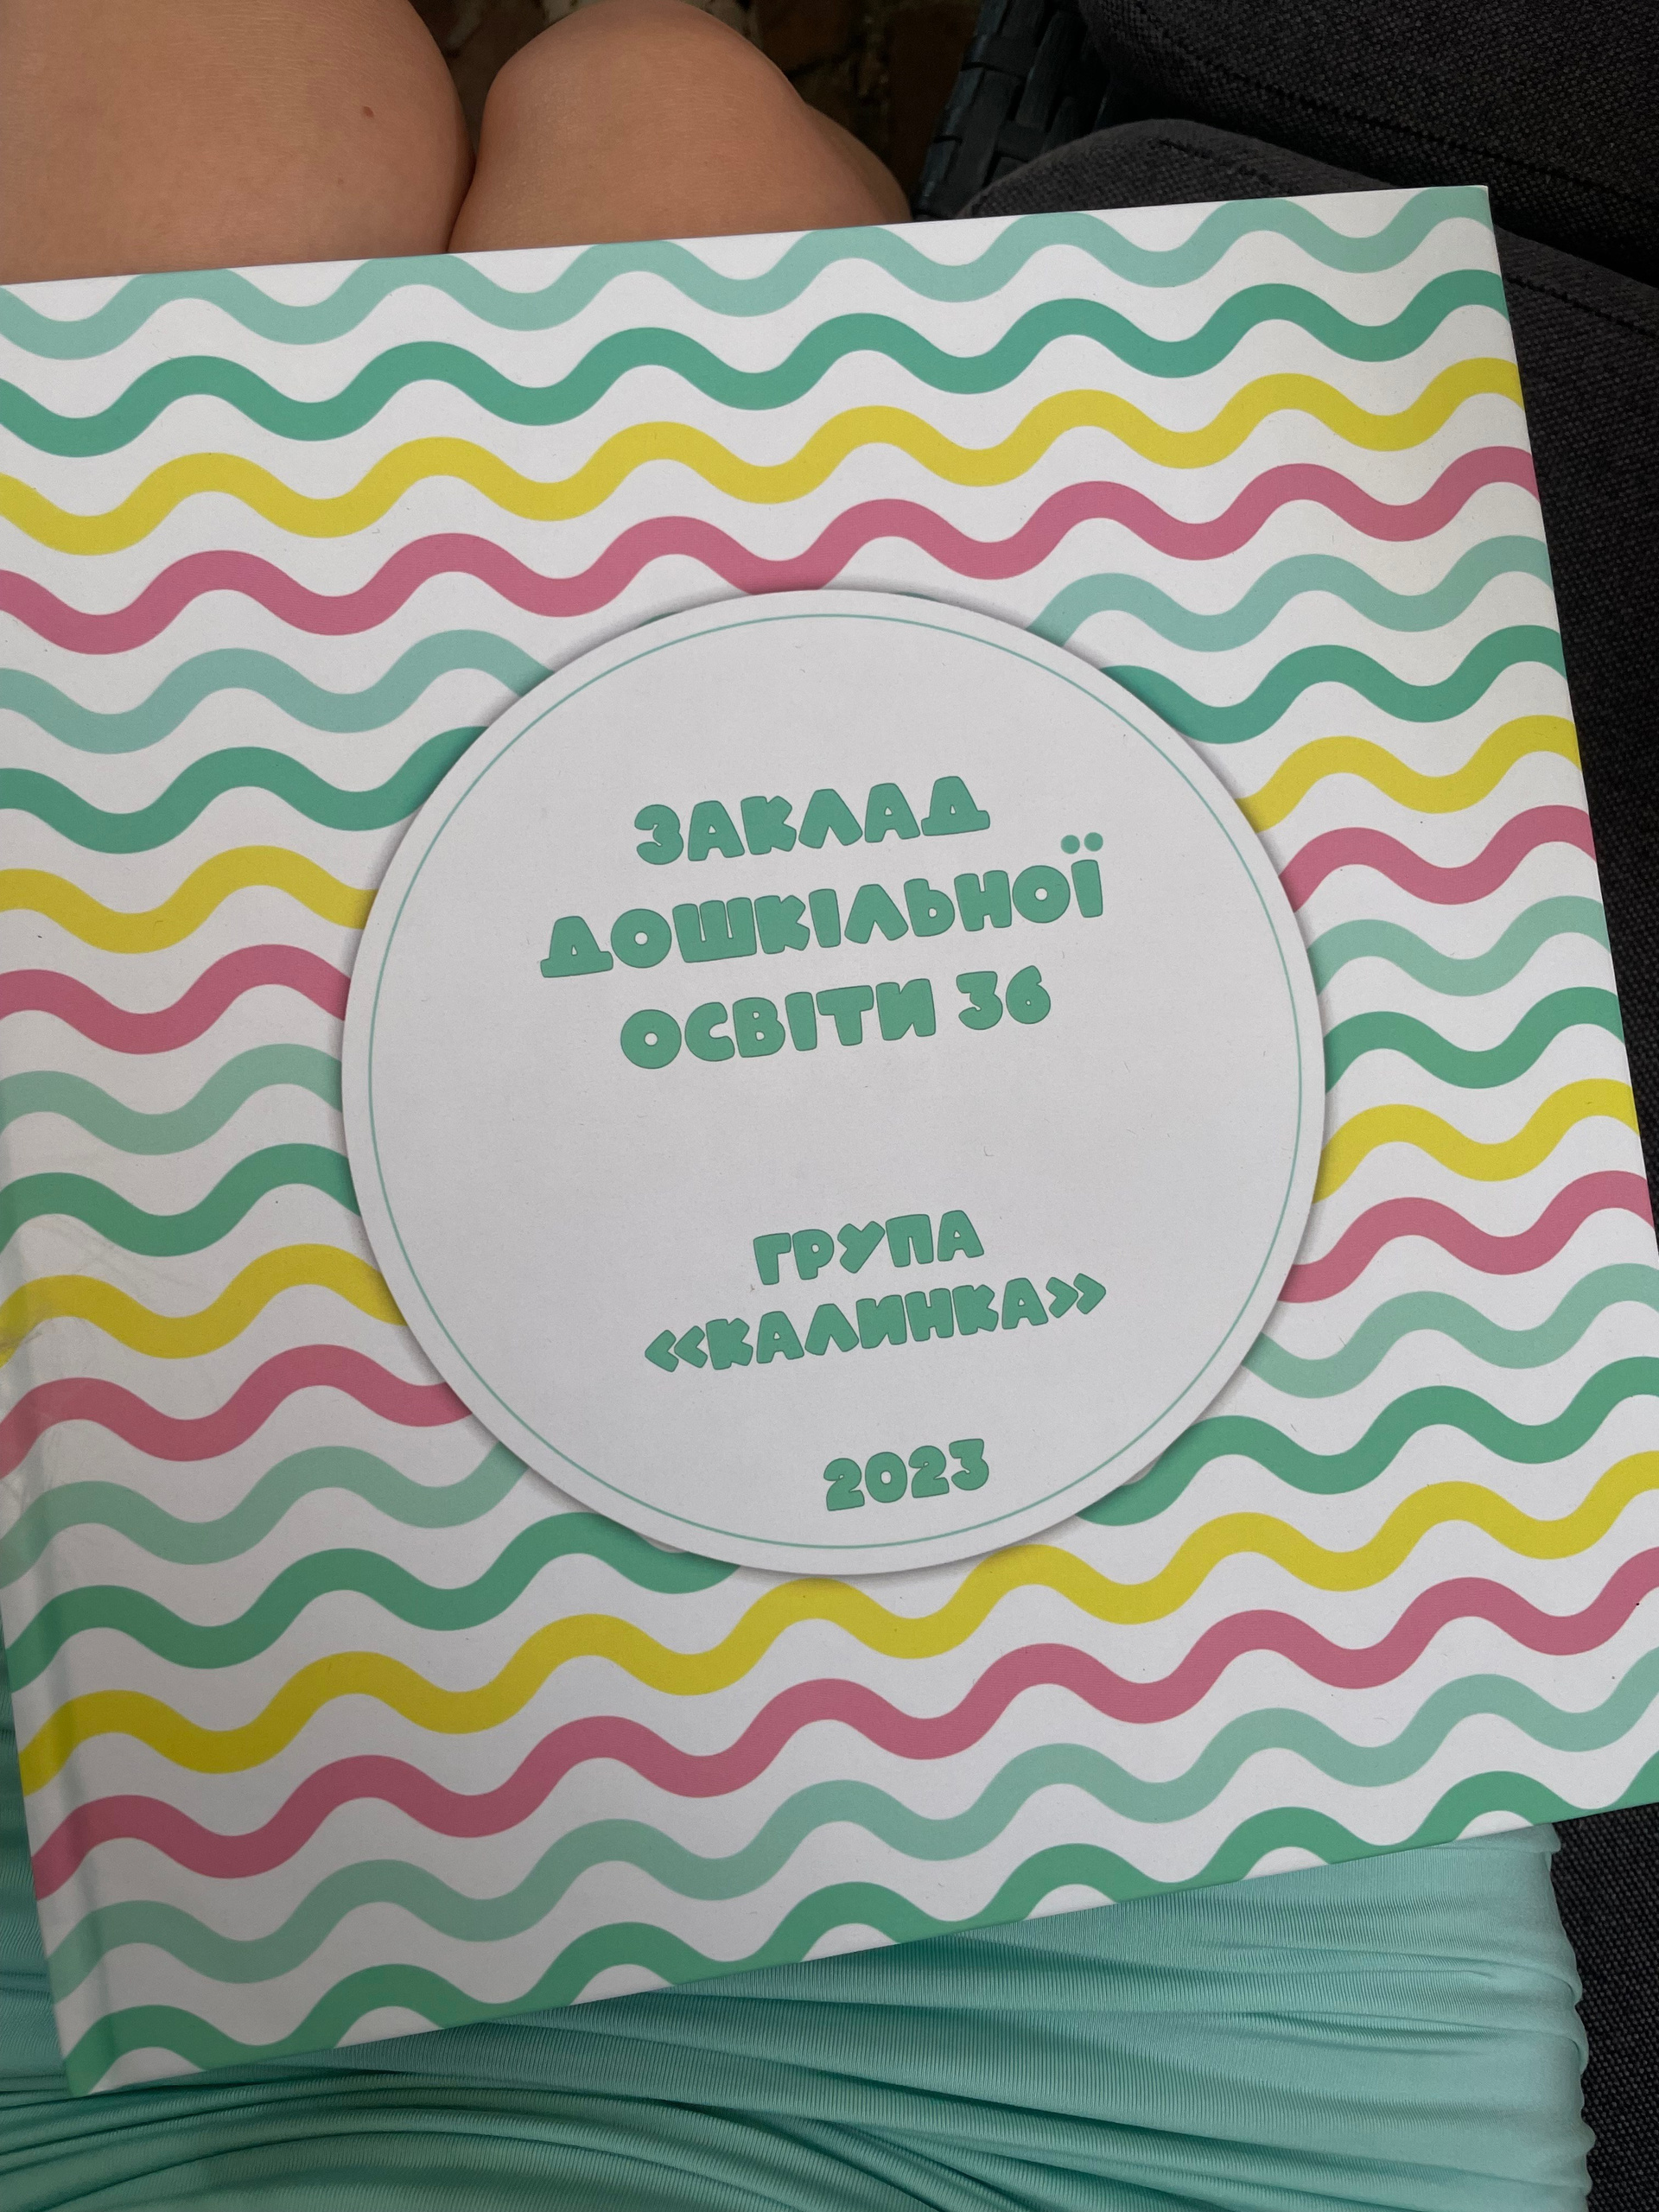 ЗАКЛАД
ДОШКІЛЬНОЇ
ОСВІТИ 36
ГРУПА
«КАЛИНКА»
2023